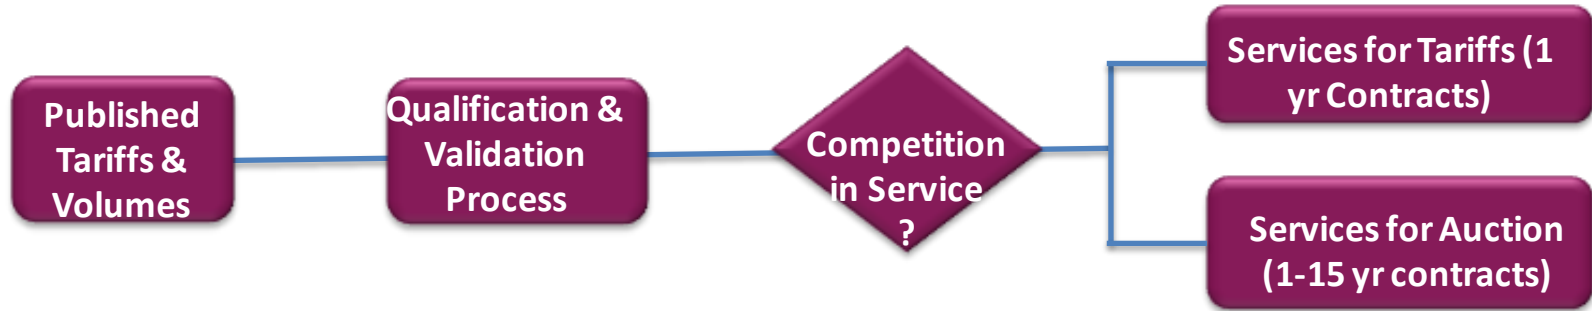 Published
Tariffs &
Volumes
Qualification &
Validation
Process
Competition
in Service
?
Services for Tariffs (1
yr Contracts)
Services for Auction
(1-15 yr contracts)